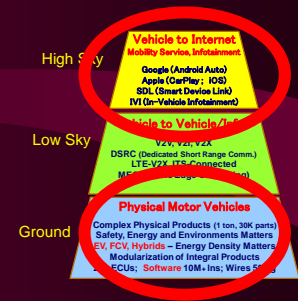 High Sky
Vehicle to Internet
Mobility Service, Infotainment
Google (Android Auto)
Apple (CarPlay ; iOS)
SDL (Smart Device Link)
IVI (In-Vehicle Infotainment)
Low Sky
to Vehicle
V2V, V2I, V2X
DSRC (Dedicated Short Range Comm.)
LTE-V2X, ITS-Connected
Ground
Physical Motor Vehicles
Complex Physical Products (1 ton, 30K parts)
Safety, Energy and Environments Matters
EV, FCV, Hybrids – Energy Density Matters
Modularization of Integral Products
ECUs; Software 10M+ lns; Wires